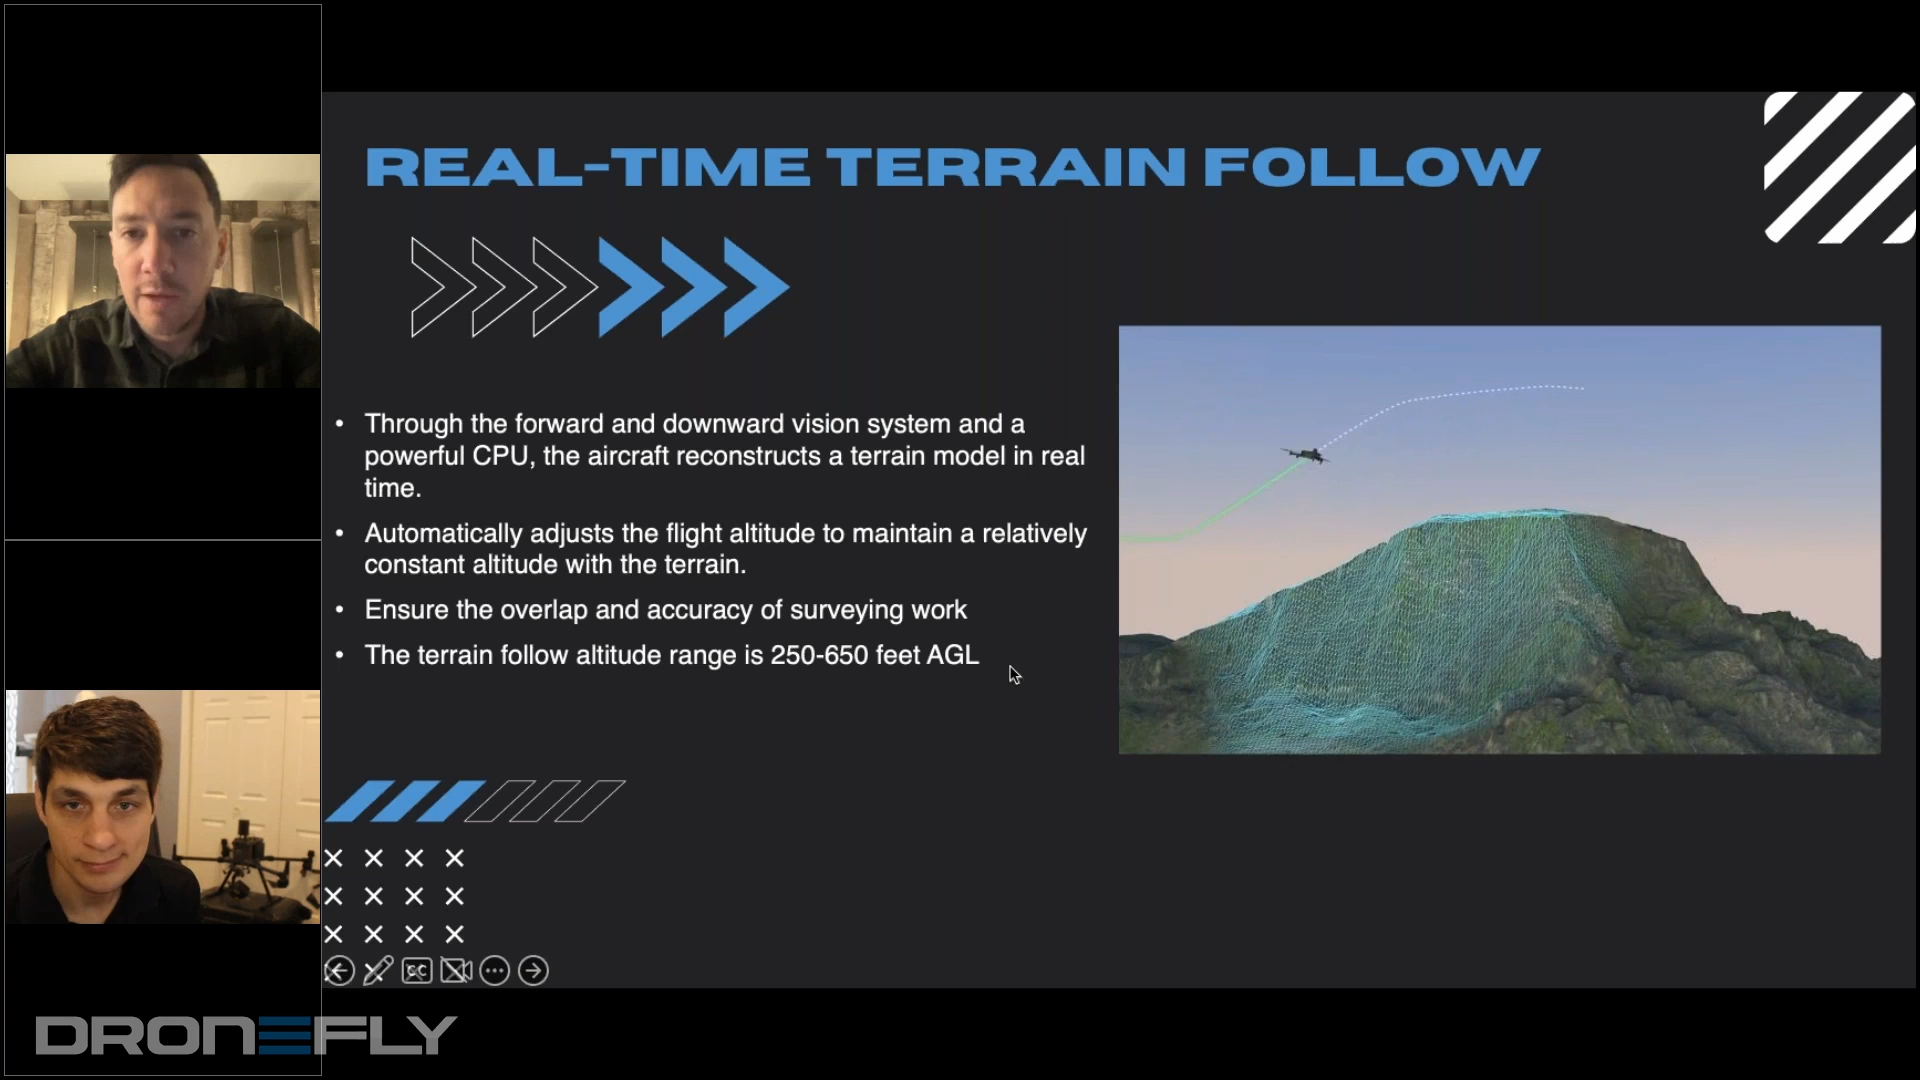 REAL-TIME TERRAIN FOLLOW
• Through the forward and downward vision system and a
powerful CPU, the aircraft reconstructs a terrain model in real
time.
• Automatically adjusts the flight altitude to maintain a relatively
constant altitude with the terrain.
• Ensure the overlap and accuracy of surveying work
• The terrain follow altitude range is 250-650 feet AGL
CC
DRONEFLY